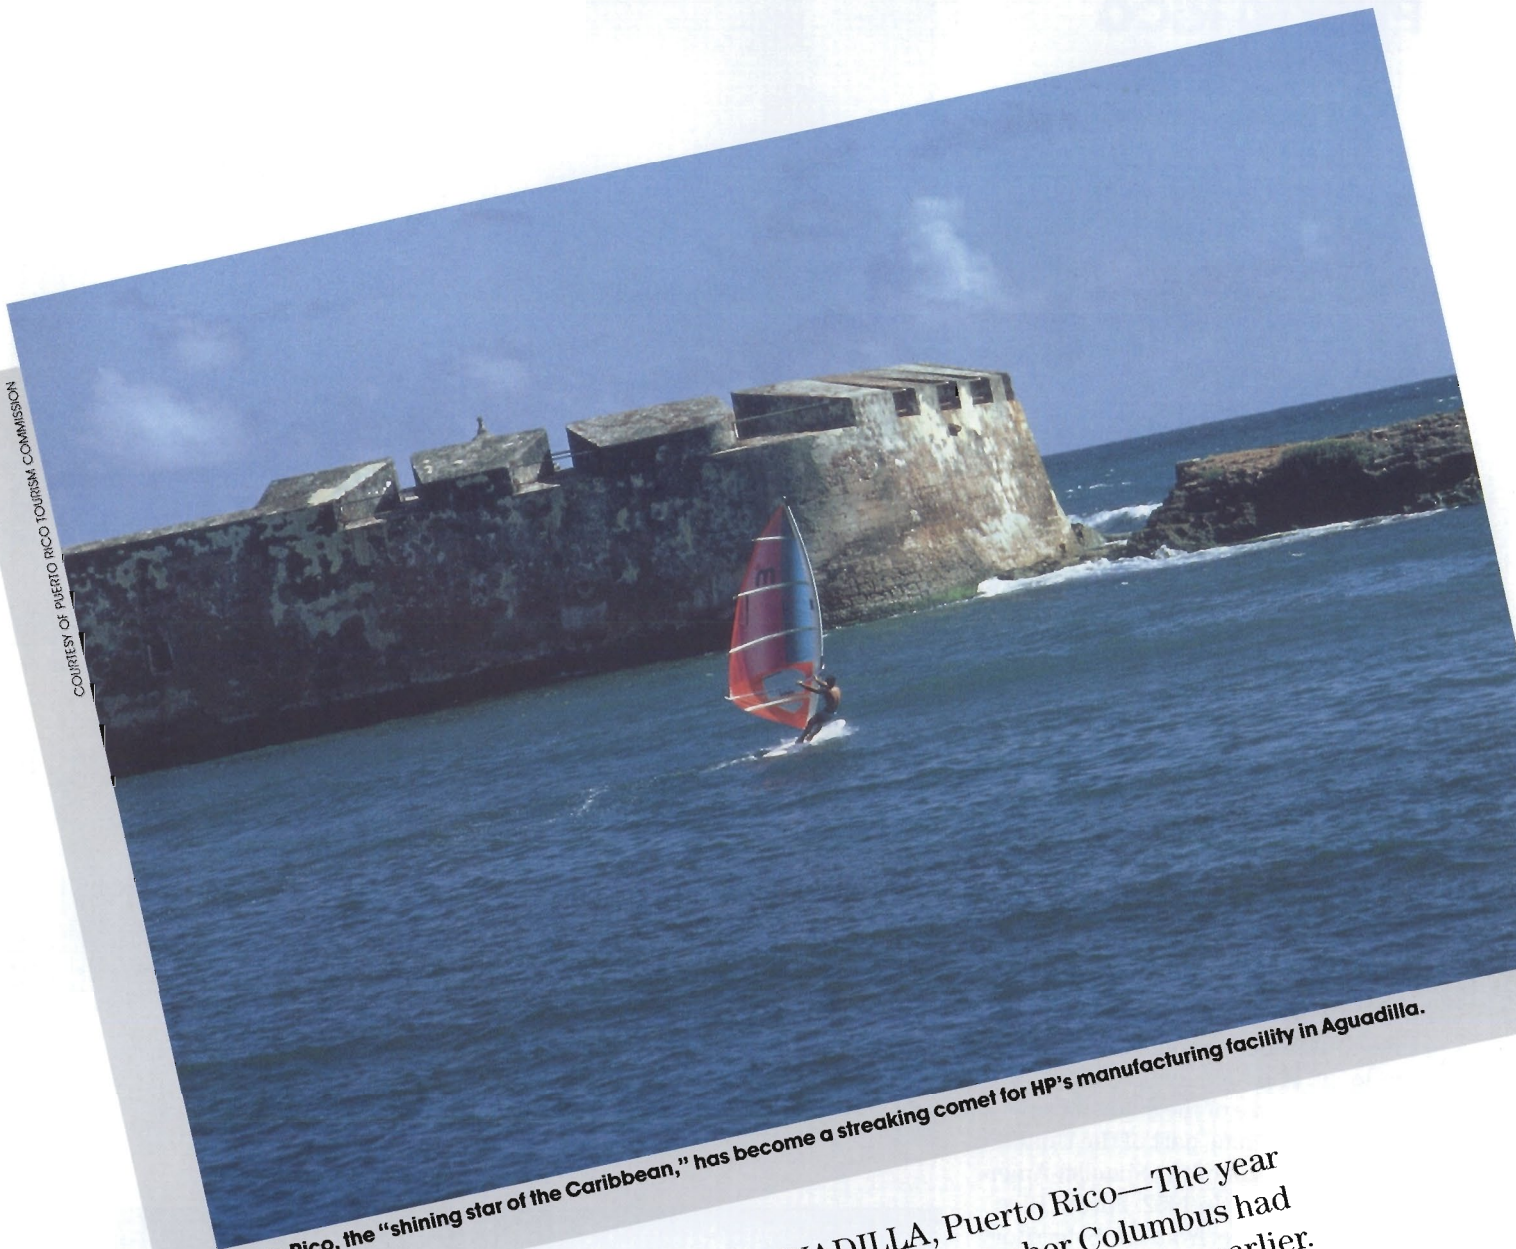 COURTESY OF PUERTO RICO TOURISM COMMISSION
m
Rico, the “shining star of the Caribbean,” has become a streaking comet for HP’s manufacturing facility in Aguadilla.
Puerto Rico—The year
Columbus had